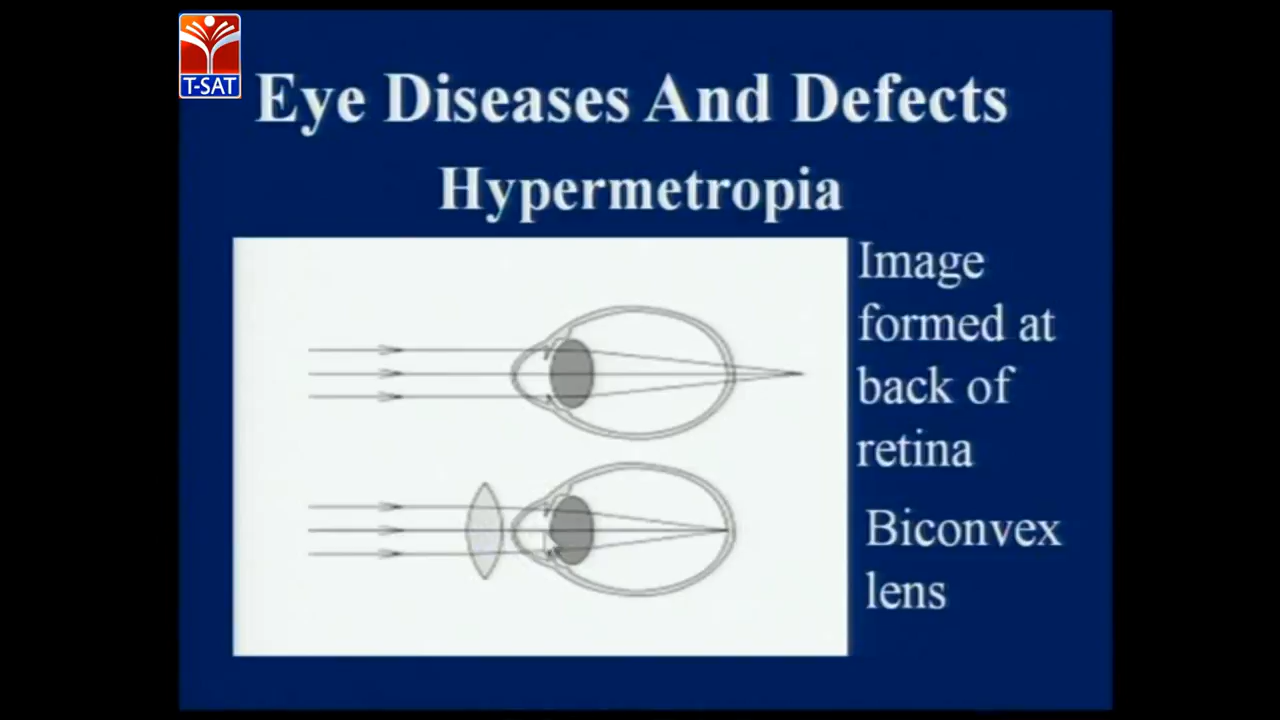 T-SAT
Eye Diseases And Defects
Hypermetropia
Image
formed at
back of
retina
Biconvex
lens